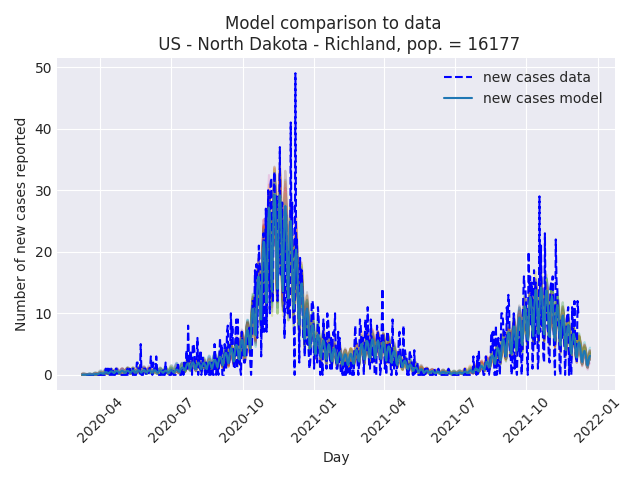 Model comparison to data
US - North Dakota - Richland, pop. = 16177
new cases data
new cases model
Number of new cases reported
50
40
30
20
10
0
2020-04
2020-07
2020-10
2021-01
2021-04
2021-07
2021-10
2022-01
Day